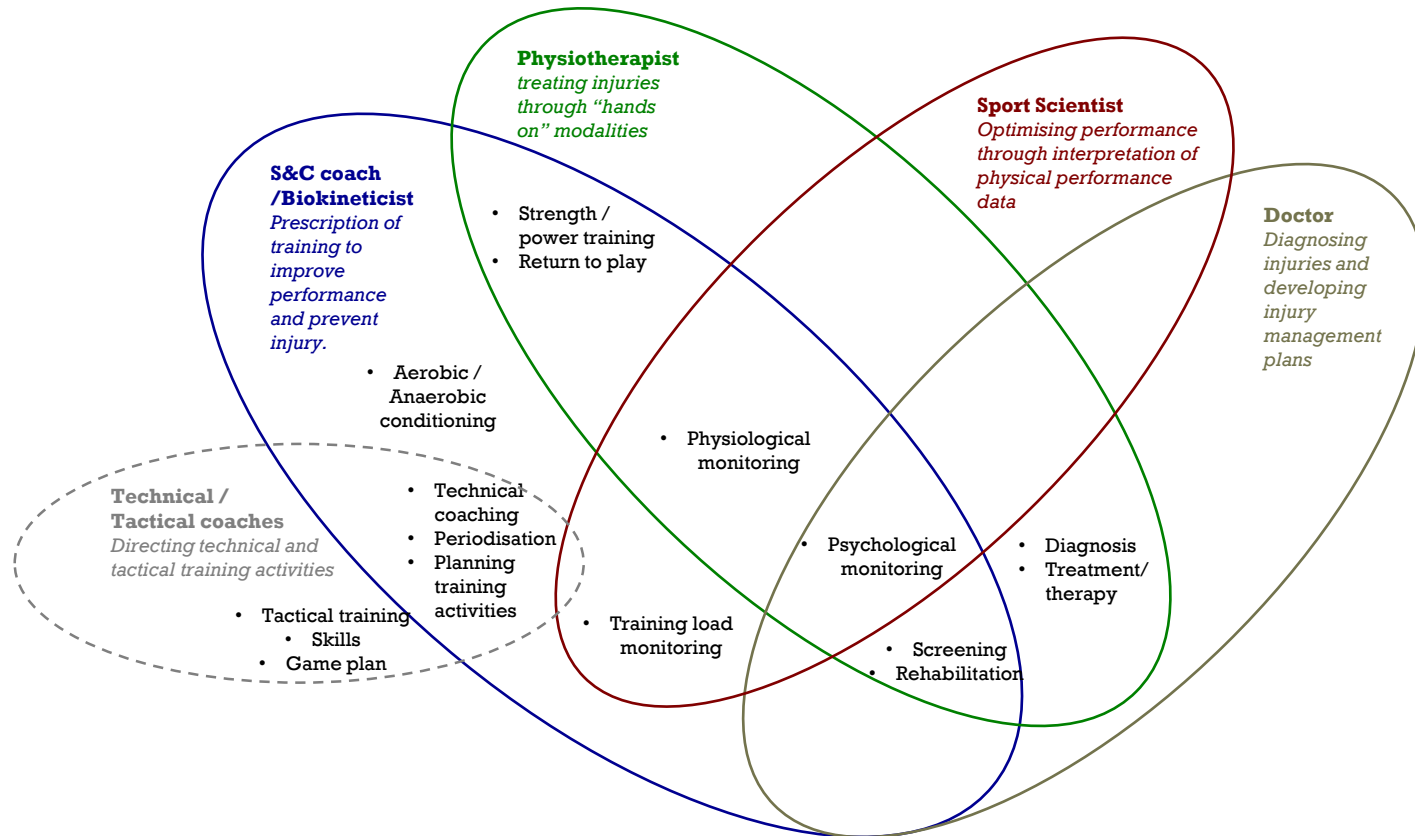 Physiotherapist
treating injuries
through “hands
on” modalities
Sport Scientist
Optimising performance
through interpretation of
physical performance
data
S&C coach
/Biokineticist
Prescription of
training to
improve
performance
and prevent
injury.
• Strength /
power training
• Return to play
Doctor
Diagnosing
injuries and
developing
injury
management
plans
• Aerobic /
Anaerobic
conditioning
• Physiological
monitoring
Technical /
Tactical coaches
Directing technical and
tactical training activities
• Technical
coaching
• Periodisation
• Planning
training
activities
• Psychological
monitoring
• Diagnosis
• Treatment/
therapy
• Tactical training
• Skills
• Game plan
• Training load
monitoring
• Screening
• Rehabilitation